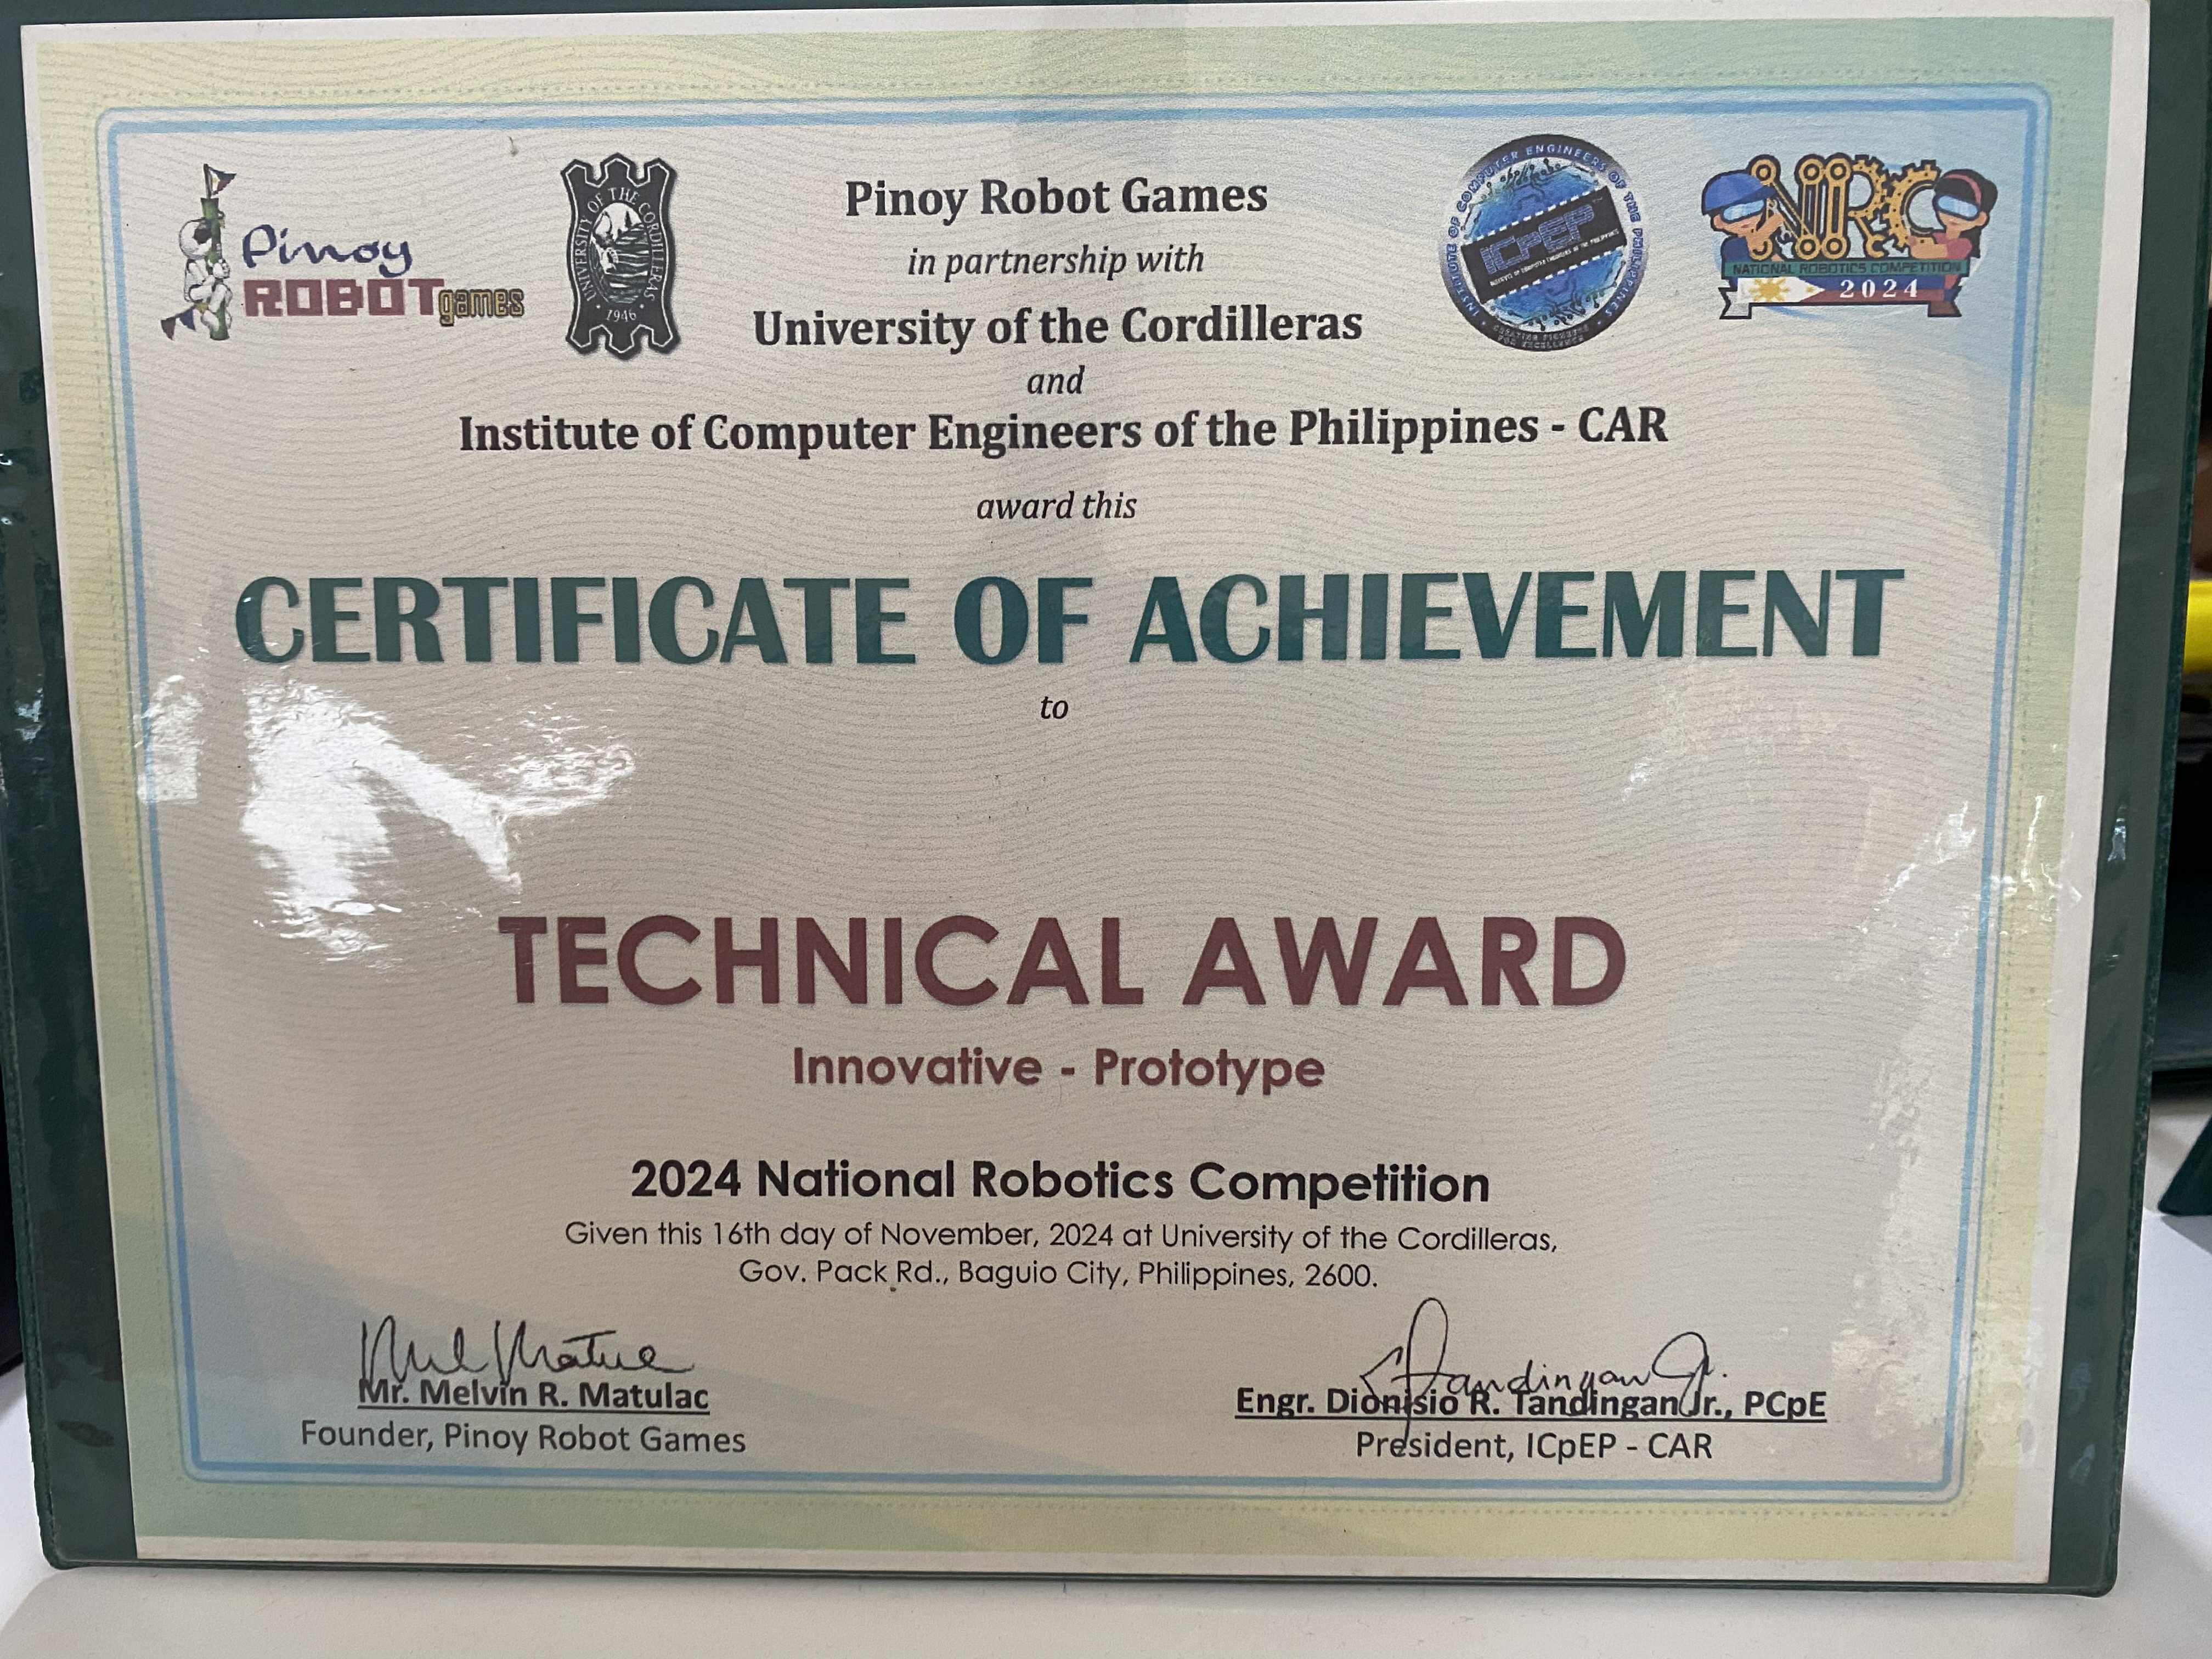 Pinoy
ROBOT games
UNIVERSITY OF THE CORDILLERAS
1946
Pinoy Robot Games
in partnership with
University of the Cordilleras
and
Institute of Computer Engineers of the Philippines - CAR
INSTITUTE OF COMPUTER ENGINEERS OF THE PHILIPPINES
ICpEP
NRC
NATIONAL ROBOTICS COMPETITION
2024
award this
CERTIFICATE OF ACHIEVEMENT
to
TECHNICAL AWARD
Innovative - Prototype
2024 National Robotics Competition
Given this 16th day of November, 2024 at University of the Cordilleras,
Gov. Pack Rd., Baguio City, Philippines, 2600.
Mr. Melvin R. Matulac
Founder, Pinoy Robot Games
Engr. Dionisio R. Tandingan Jr., PCpE
President, ICpEP - CAR